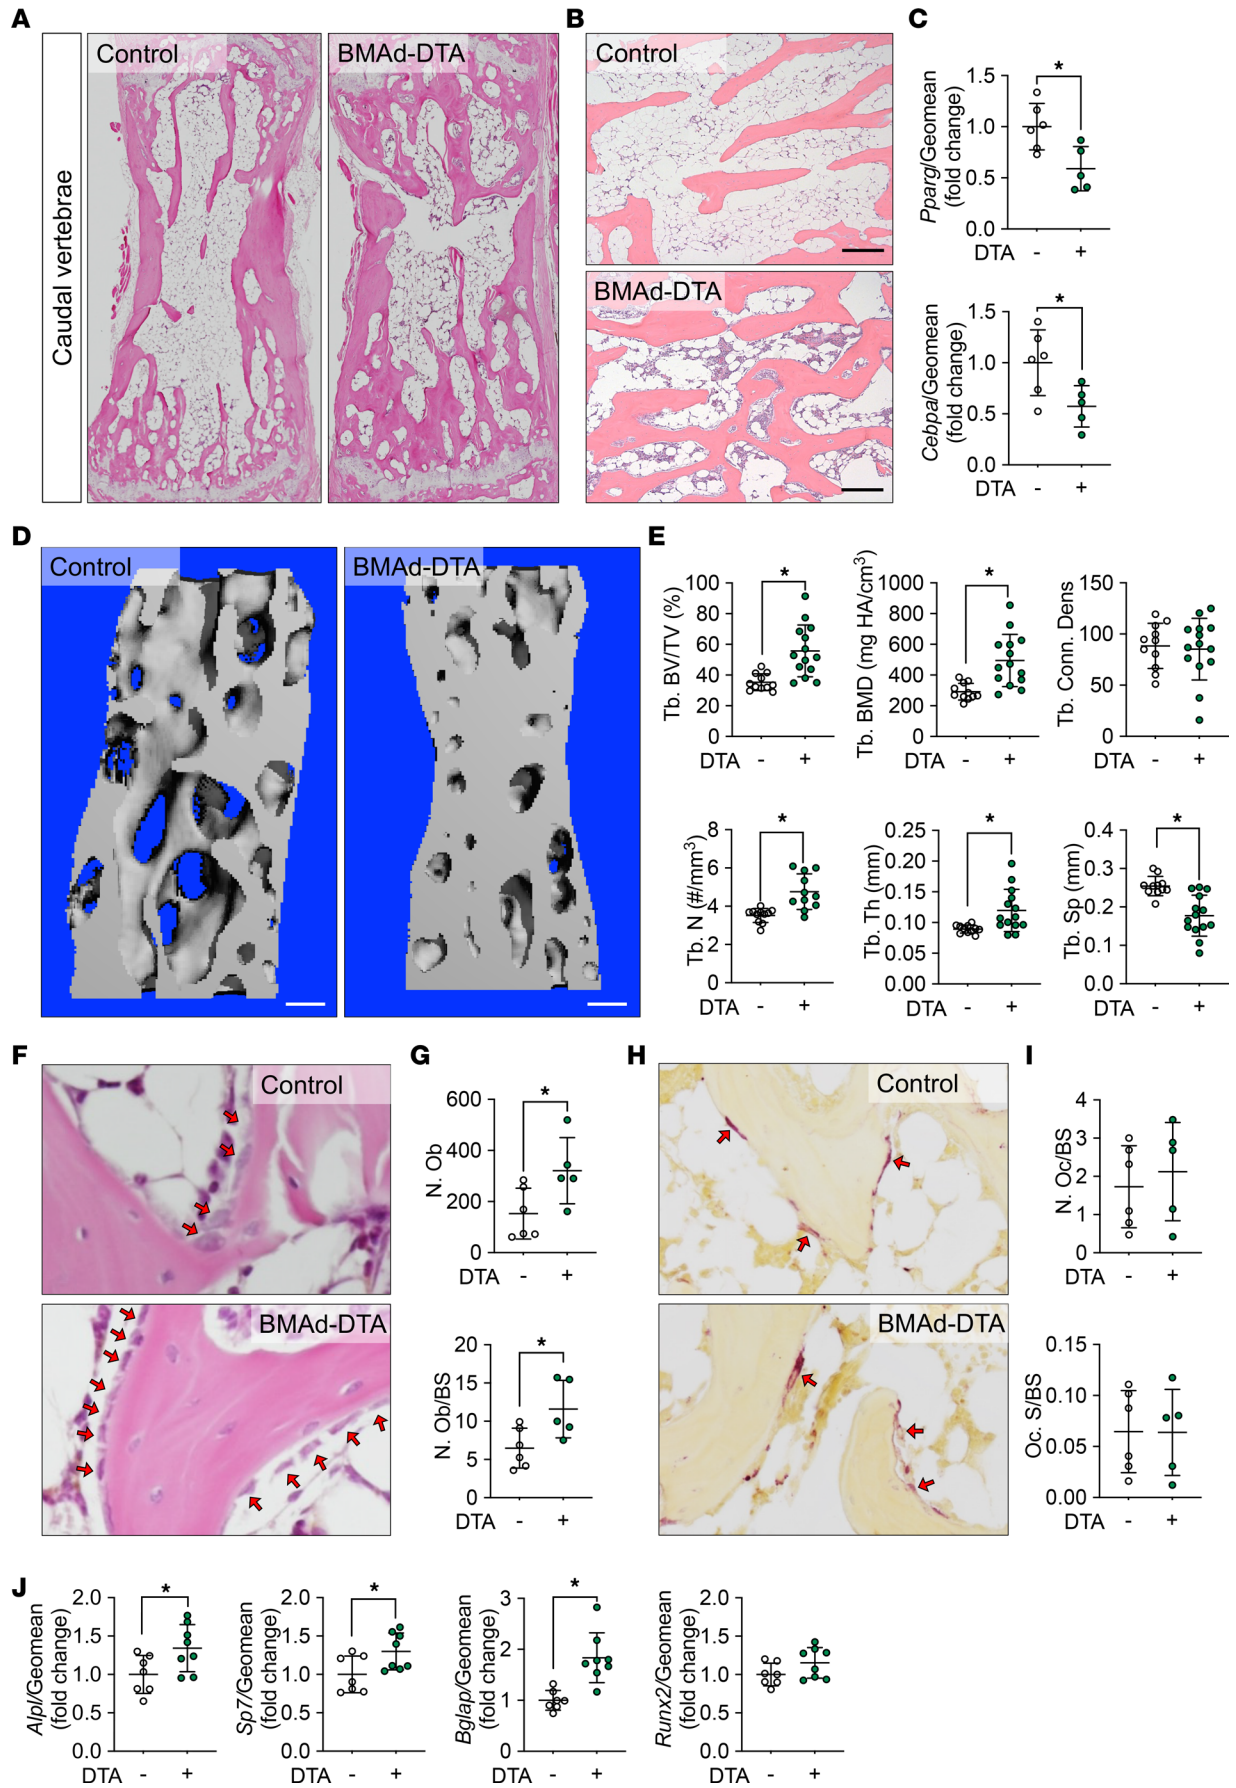 A
Caudal vertebrae
Control
BMAd-DTA
B
Control
BMAd-DTA
C
Pparg/Geomean
(fold change)
1.5
1.0
0.5
0.0
*
DTA - +
Cebpa/Geomean
(fold change)
1.5
1.0
0.5
0.0
*
DTA - +
D
Control
BMAd-DTA
E
Tb. BV/TV (%)
100
80
60
40
20
0
*
DTA - +
Tb. BMD (mg HA/cm³)
1000
800
600
400
200
0
*
DTA - +
Tb. Conn. Dens
150
100
50
0
DTA - +
Tb. N (#/mm³)
8
6
4
2
0
*
DTA - +
Tb. Th (mm)
0.25
0.20
0.15
0.10
0.05
0.00
*
DTA - +
Tb. Sp (mm)
0.4
0.3
0.2
0.1
0.0
*
DTA - +
F
Control
BMAd-DTA
G
N. Ob
600
400
200
0
*
DTA - +
N. Ob/BS
20
15
10
5
0
*
DTA - +
H
Control
BMAd-DTA
I
N. Oc/BS
4
3
2
1
0
DTA - +
Oc. S/BS
0.15
0.10
0.05
0.00
DTA - +
J
Alpl/Geomean
(fold change)
2.0
1.5
1.0
0.5
0.0
*
DTA - +
Sp7/Geomean
(fold change)
2.0
1.5
1.0
0.5
0.0
*
DTA - +
Bglap/Geomean
(fold change)
3
2
1
0
*
DTA - +
Runx2/Geomean
(fold change)
2.0
1.5
1.0
0.5
0.0
DTA - +